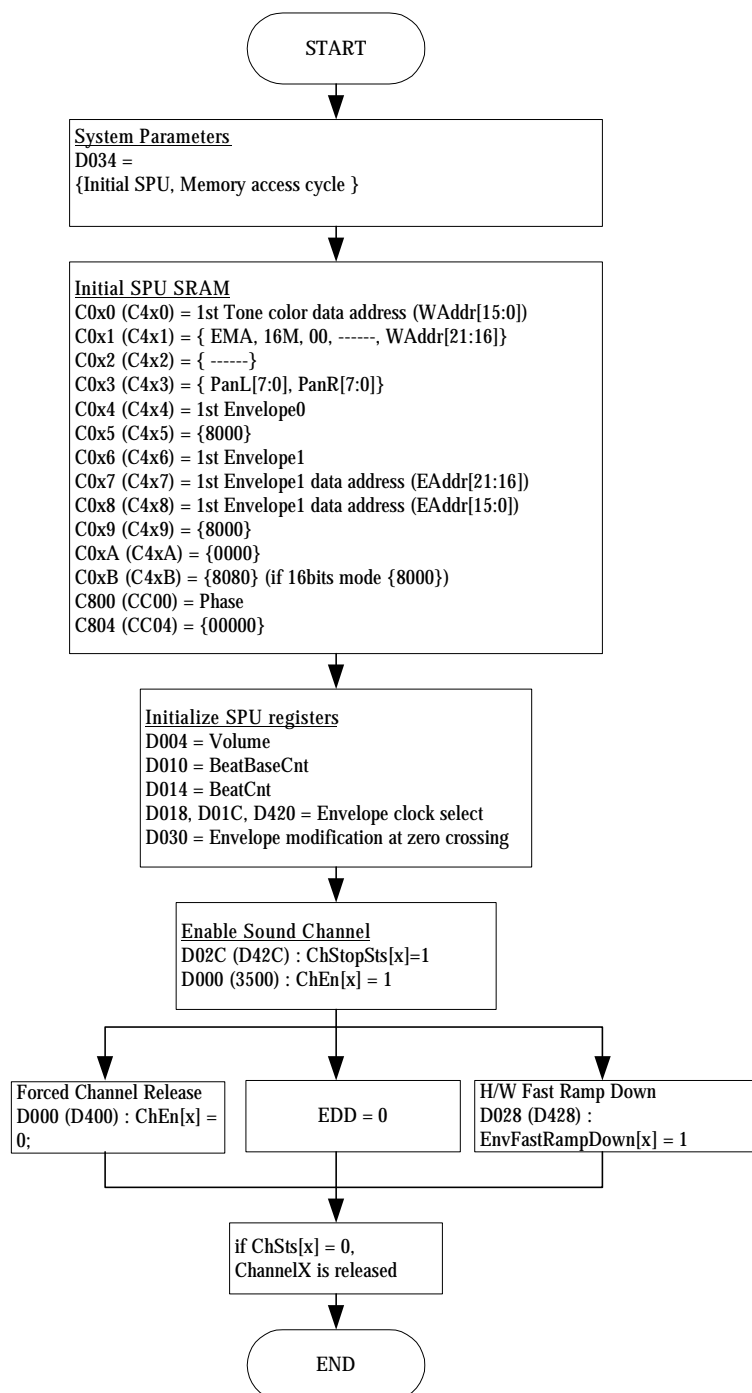 START
System Parameters
D034 =
{Initial SPU, Memory access cycle }
Initial SPU SRAM
C0x0 (C4x0) = 1st Tone color data address (WAddr[15:0])
C0x1 (C4x1) = { EMA, 16M, 00, ------, WAddr[21:16]}
C0x2 (C4x2) = { ------}
C0x3 (C4x3) = { PanL[7:0], PanR[7:0]}
C0x4 (C4x4) = 1st Envelope0
C0x5 (C4x5) = {8000}
C0x6 (C4x6) = 1st Envelope1
C0x7 (C4x7) = 1st Envelope1 data address (EAddr[21:16])
C0x8 (C4x8) = 1st Envelope1 data address (EAddr[15:0])
C0x9 (C4x9) = {8000}
C0xA (C4xA) = {0000}
C0xB (C4xB) = {8080} (if 16bits mode {8000})
C800 (CC00) = Phase
C804 (CC04) = {00000}
Initialize SPU registers
D004 = Volume
D010 = BeatBaseCnt
D014 = BeatCnt
D018, D01C, D420 = Envelope clock select
D030 = Envelope modification at zero crossing
Enable Sound Channel
D02C (D42C) : ChStopSts[x]=1
D000 (3500) : ChEn[x] = 1
Forced Channel Release
D000 (D400) : ChEn[x] =
0;
EDD = 0
H/W Fast Ramp Down
D028 (D428) :
EnvFastRampDown[x] = 1
if ChSts[x] = 0,
ChannelX is released
END